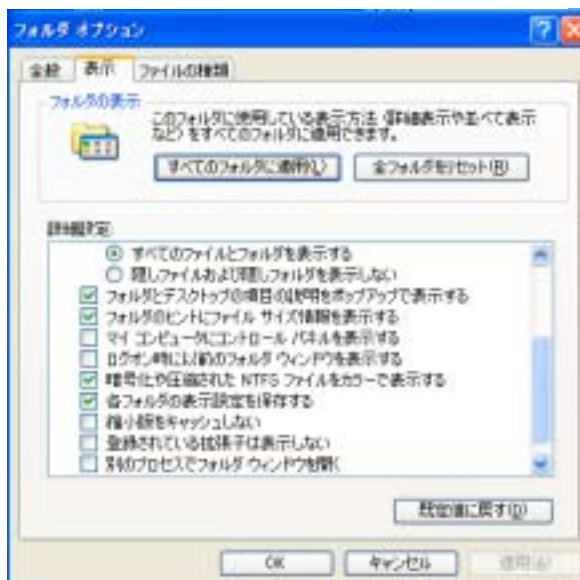 フォルダ オプション
全般 表示 ファイルの種類
フォルダの表示
このフォルダに使用している表示方法 (詳細表示や並べて表示
など) をすべてのフォルダに適用できます。
すべてのフォルダに適用(L) 全フォルダをリセット(R)
詳細設定:
すべてのファイルとフォルダを表示する
隠しファイルおよび隠しフォルダを表示しない
フォルダとデスクトップの項目の説明をポップアップで表示する
フォルダのヒントにファイル サイズ情報を表示する
マイ コンピュータにコントロール パネルを表示する
ログオン時に以前のフォルダ ウィンドウを表示する
暗号化や圧縮された NTFS ファイルをカラーで表示する
各フォルダの表示設定を保存する
縮小版をキャッシュしない
登録されている拡張子は表示しない
別のプロセスでフォルダ ウィンドウを開く
既定値に戻す(D)
OK キャンセル 適用(A)